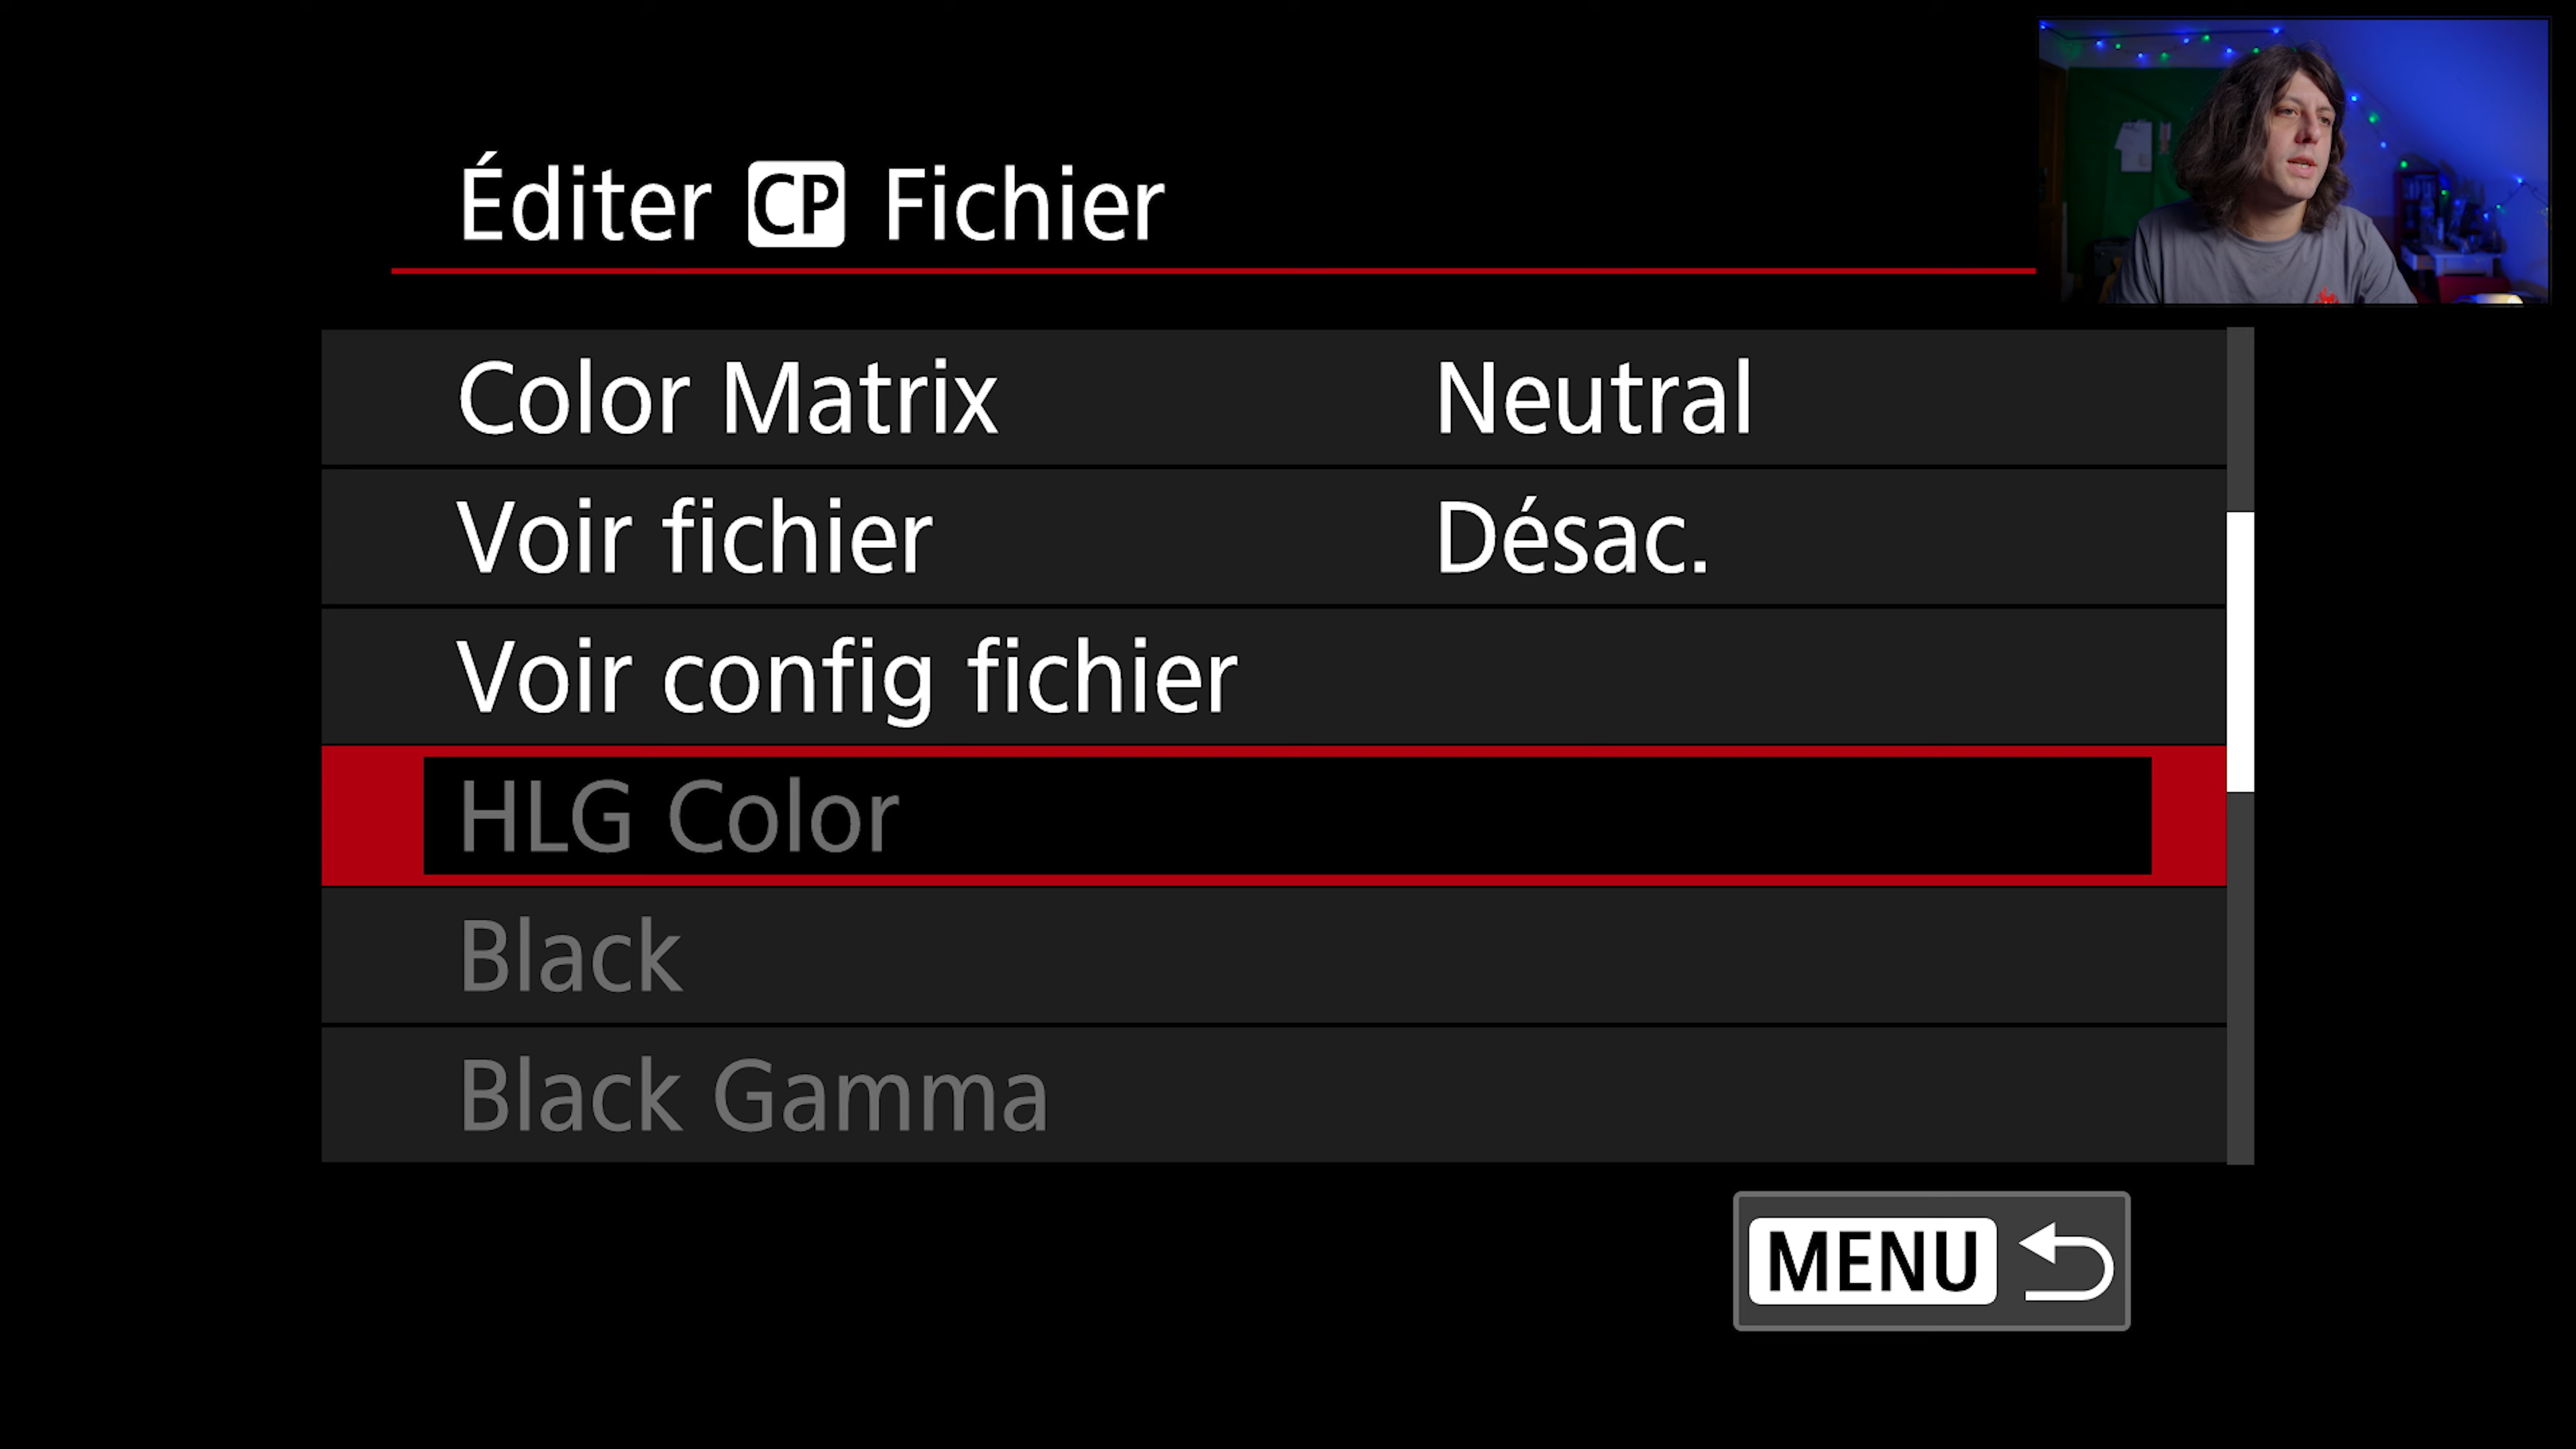 Éditer CP Fichier
Color Matrix Neutral
Voir fichier Désac.
Voir config fichier
HLG Color
Black
Black Gamma
MENU